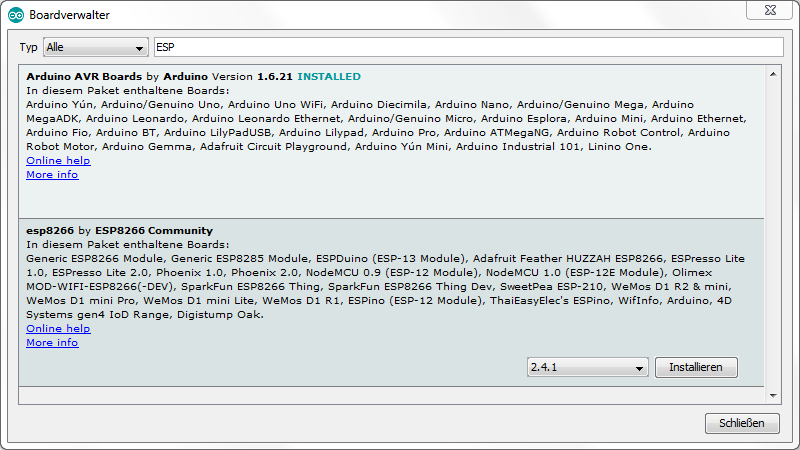 Boardverwalter
Typ Alle ESP
Arduino AVR Boards by Arduino Version 1.6.21 INSTALLED
In diesem Paket enthaltene Boards:
Arduino Yún, Arduino/Genuino Uno, Arduino Uno WiFi, Arduino Diecimila, Arduino Nano, Arduino/Genuino Mega, Arduino
MegaADK, Arduino Leonardo, Arduino Leonardo Ethernet, Arduino/Genuino Micro, Arduino Esplora, Arduino Mini, Arduino Ethernet,
Arduino Fio, Arduino BT, Arduino LilyPadUSB, Arduino Lilypad, Arduino Pro, Arduino ATMegaNG, Arduino Robot Control, Arduino
Robot Motor, Arduino Gemma, Adafruit Circuit Playground, Arduino Yún Mini, Arduino Industrial 101, Linino One.
Online help
More info
esp8266 by ESP8266 Community
In diesem Paket enthaltene Boards:
Generic ESP8266 Module, Generic ESP8285 Module, ESPDuino (ESP-13 Module), Adafruit Feather HUZZAH ESP8266, ESPresso Lite
1.0, ESPresso Lite 2.0, Phoenix 1.0, Phoenix 2.0, NodeMCU 0.9 (ESP-12 Module), NodeMCU 1.0 (ESP-12E Module), Olimex
MOD-WIFI-ESP8266(-DEV), SparkFun ESP8266 Thing, SparkFun ESP8266 Thing Dev, SweetPea ESP-210, WeMos D1 R2 & mini,
WeMos D1 mini Pro, WeMos D1 mini Lite, WeMos D1 R1, ESPino (ESP-12 Module), ThaiEasyElec's ESPino, WifInfo, Arduino, 4D
Systems gen4 IoD Range, Digistump Oak.
Online help
More info
2.4.1 Installieren
Schließen